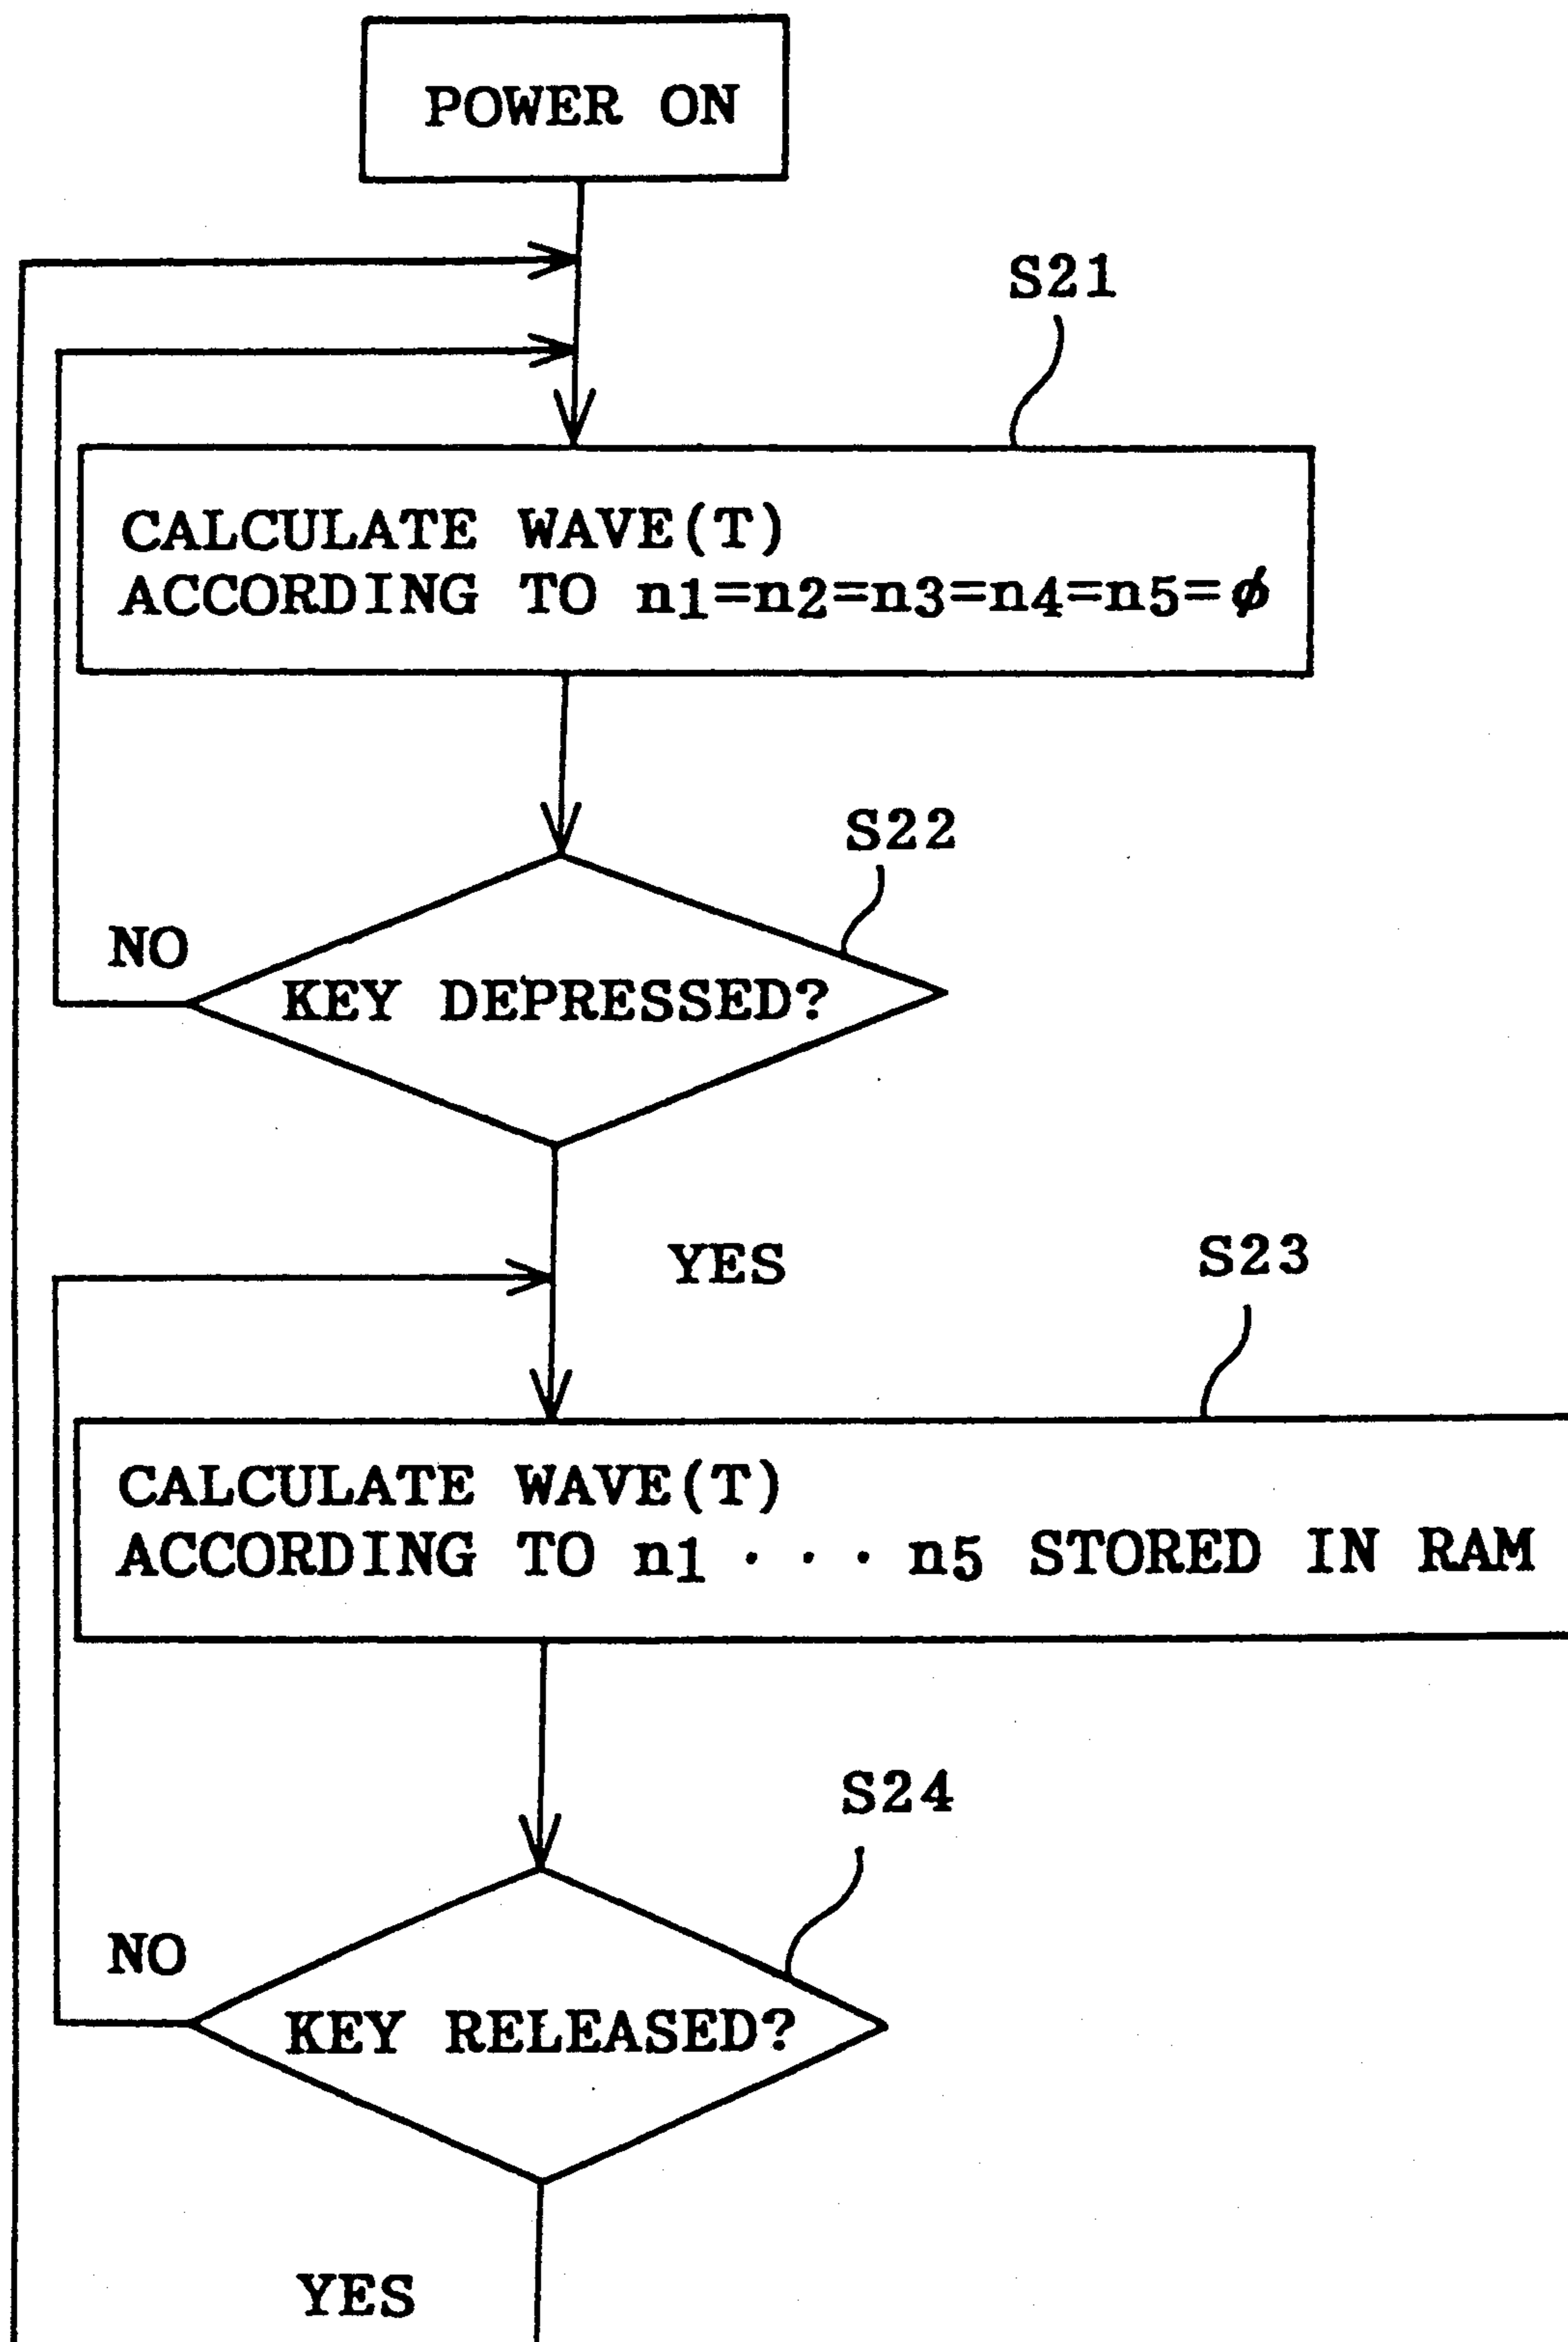 POWER ON
S21
CALCULATE WAVE(T)
ACCORDING TO n1=n2=n3=n4=n5=ϕ
S22
NO
KEY DEPRESSED?
YES
S23
CALCULATE WAVE(T)
ACCORDING TO n1 · · · n5 STORED IN RAM
S24
NO
KEY RELEASED?
YES